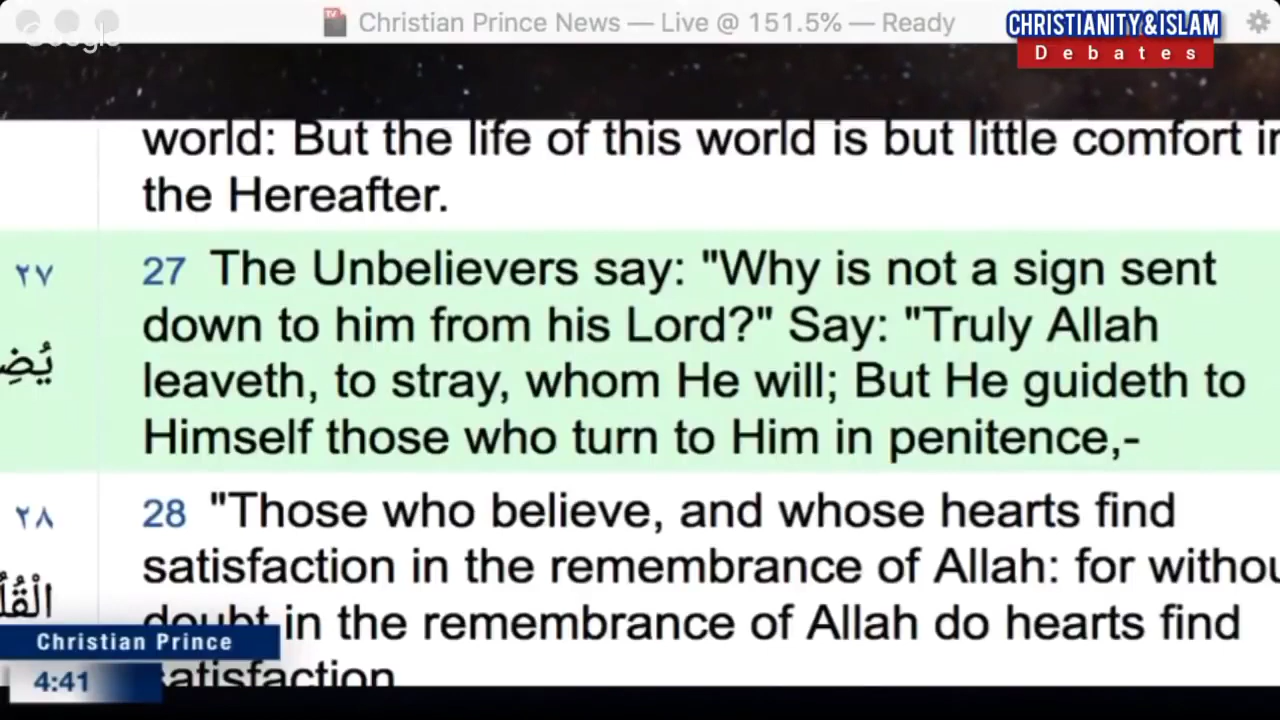 Christian Prince News — Live @ 151.5% — Ready
Google
CHRISTIANITY & ISLAM
Debates
world: But the life of this world is but little comfort in
the Hereafter.
٢٧ 27 The Unbelievers say: "Why is not a sign sent
down to him from his Lord?" Say: "Truly Allah
leaveth, to stray, whom He will; But He guideth to
Himself those who turn to Him in penitence,-
٢٨ 28 "Those who believe, and whose hearts find
satisfaction in the remembrance of Allah: for withou
doubt in the remembrance of Allah do hearts find
satisfaction
Christian Prince
4:41